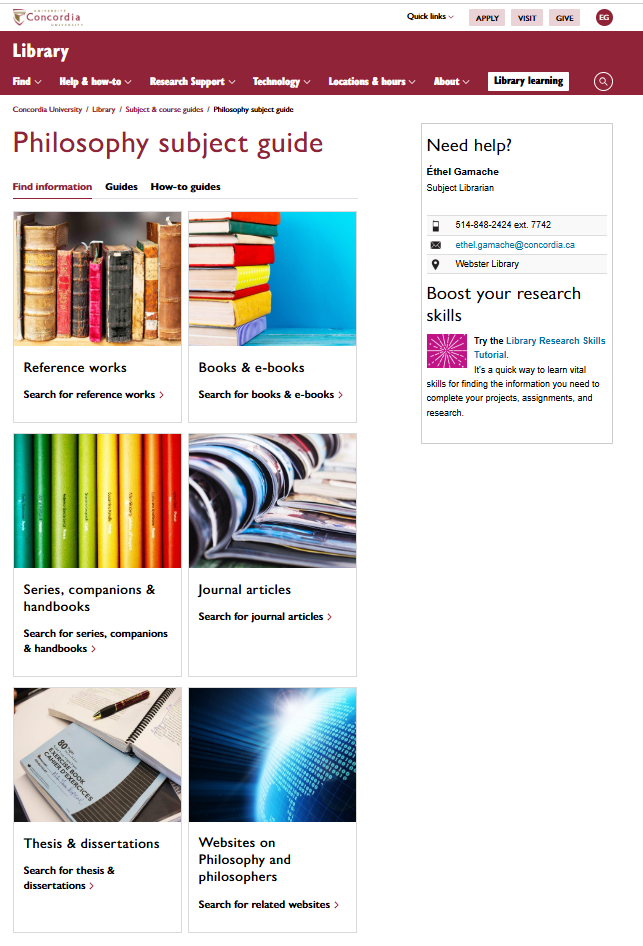 UNIVERSITÉ
Concordia
UNIVERSITY
Quick links
APPLY
VISIT
GIVE
EG
Library
Find
Help & how-to
Research Support
Technology
Locations & hours
About
Library learning
Concordia University / Library / Subject & course guides / Philosophy subject guide
Philosophy subject guide
Find information
Guides
How-to guides
Reference works
Search for reference works
Books & e-books
Search for books & e-books
Series, companions &
handbooks
Search for series, companions
& handbooks
Journal articles
Search for journal articles
80
EXERCISE BOOK
CAHIER D'EXERCICES
Thesis & dissertations
Search for thesis &
dissertations
Websites on
Philosophy and
philosophers
Search for related websites
Need help?
Éthel Gamache
Subject Librarian
514-848-2424 ext. 7742
ethel.gamache@concordia.ca
Webster Library
Boost your research
skills
Try the Library Research Skills
Tutorial.
It's a quick way to learn vital
skills for finding the information you need to
complete your projects, assignments, and
research.